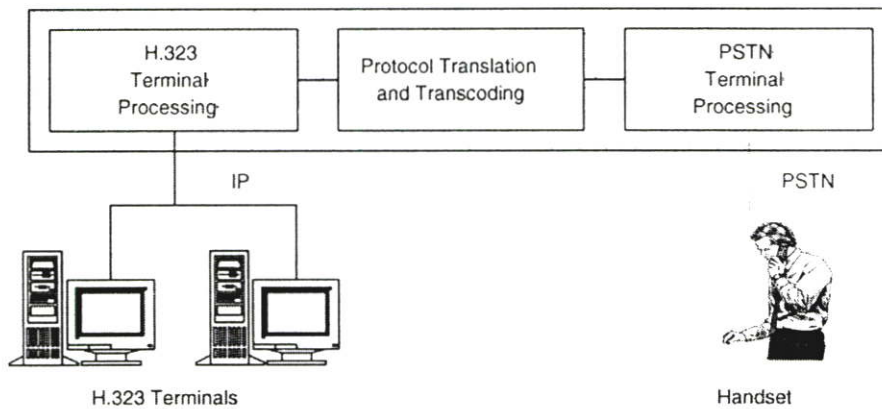 H.323
Terminal
Processing
Protocol Translation
and Transcoding
PSTN
Terminal
Processing
IP
PSTN
H.323 Terminals
Handset